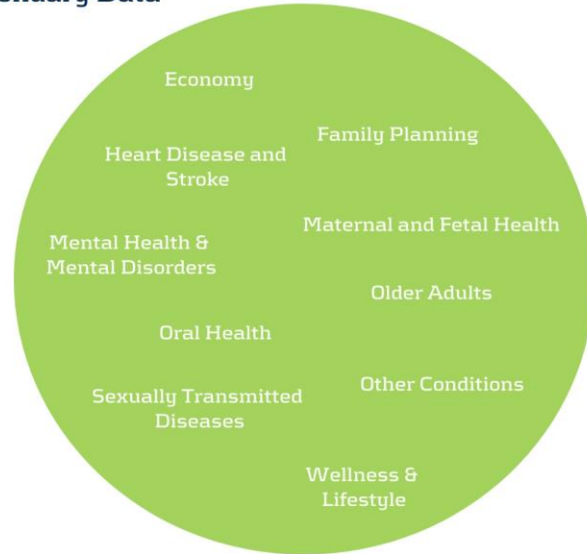 Data
Economy
Family Planning
Heart Disease and
Stroke
Maternal and Fetal Health
Mental Health &
Mental Disorders
Older Adults
Oral Health
Other Conditions
Sexually Transmitted
Diseases
Wellness &
Lifestyle